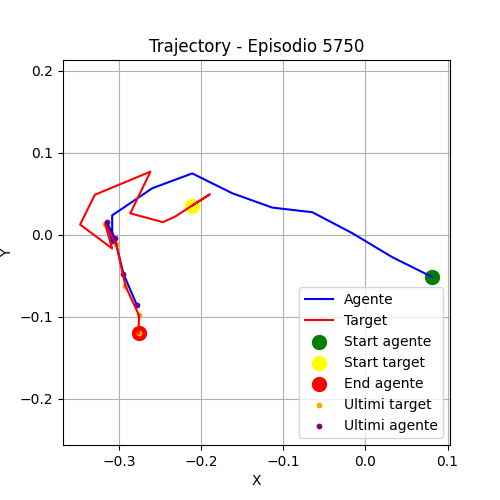 Trajectory - Episodio 5750
0.2
0.1
0.0
−0.1
−0.2
Y
Agente
Target
Start agente
Start target
End agente
Ultimi target
Ultimi agente
−0.3
−0.2
−0.1
0.0
0.1
X